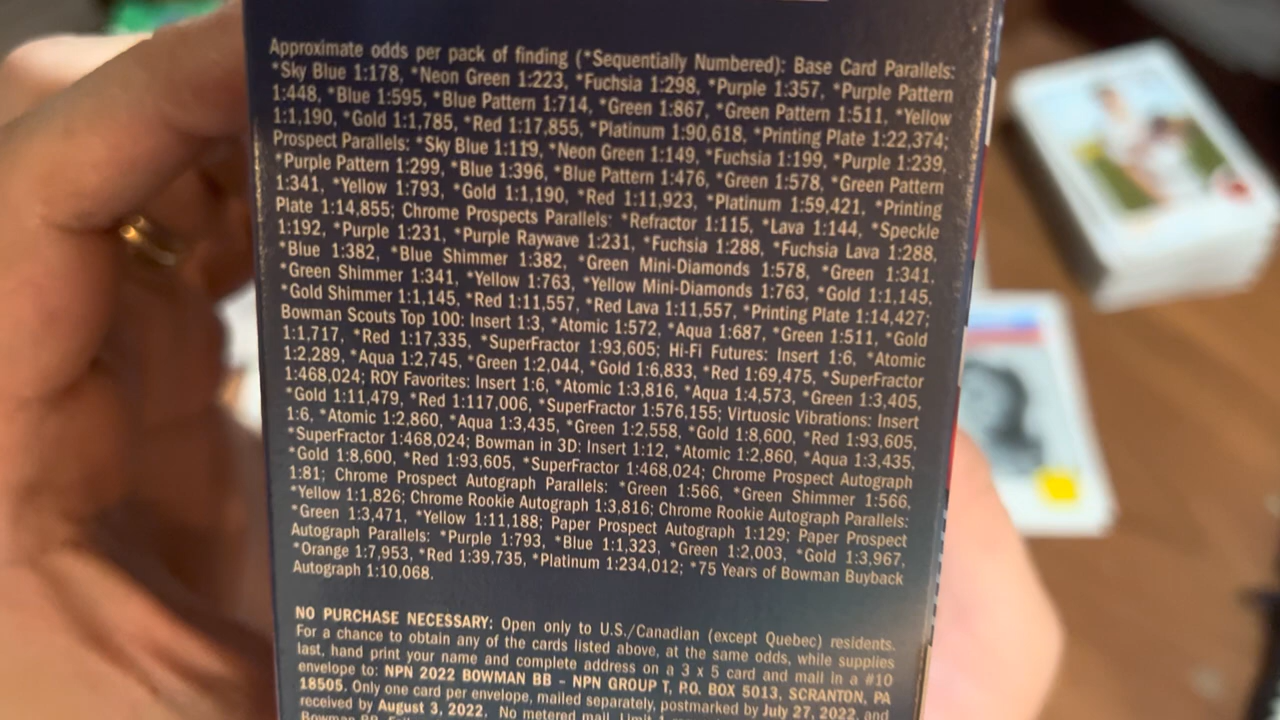 Approximate odds per pack of finding (*Sequentially Numbered): Base Card Parallels:
*Sky Blue 1:178, *Neon Green 1:223, *Fuchsia 1:298, *Purple 1:357, *Purple Pattern
1:448, *Blue 1:595, *Blue Pattern 1:714, *Green 1:867, *Green Pattern 1:511, *Yellow
1:1,190, *Gold 1:1,785, *Red 1:17,855, *Platinum 1:90,618, *Printing Plate 1:22,374;
Prospect Parallels: *Sky Blue 1:119, *Neon Green 1:149, *Fuchsia 1:199, *Purple 1:239,
*Purple Pattern 1:299, *Blue 1:396, *Blue Pattern 1:476, *Green 1:578, *Green Pattern
1:341, *Yellow 1:793, *Gold 1:1,190, *Red 1:11,923, *Platinum 1:59,421, *Printing
Plate 1:14,855; Chrome Prospects Parallels: *Refractor 1:115, *Lava 1:144, *Speckle
1:192, *Purple 1:231, *Purple Raywave 1:231, *Fuchsia 1:288, *Fuchsia Lava 1:288,
*Blue 1:382, *Blue Shimmer 1:382, *Green Mini-Diamonds 1:578, *Green 1:341,
*Green Shimmer 1:341, *Yellow 1:763, *Yellow Mini-Diamonds 1:763, *Gold 1:1,145,
*Gold Shimmer 1:1,145, *Red 1:11,557, *Red Lava 1:11,557, *Printing Plate 1:14,427;
Bowman Scouts Top 100: Insert 1:3, *Atomic 1:572, *Aqua 1:687, *Green 1:511, *Gold
1:1,717, *Red 1:17,335, *SuperFractor 1:93,605; Hi-Fi Futures: Insert 1:6, *Atomic
1:2,289, *Aqua 1:2,745, *Green 1:2,044, *Gold 1:6,833, *Red 1:69,475, *SuperFractor
1:468,024; ROY Favorites: Insert 1:6, *Atomic 1:3,816, *Aqua 1:4,573, *Green 1:3,405,
*Gold 1:11,479, *Red 1:117,006, *SuperFractor 1:576,155; Virtuosic Vibrations: Insert
1:6, *Atomic 1:2,860, *Aqua 1:3,435, *Green 1:2,558, *Gold 1:8,600, *Red 1:93,605,
*SuperFractor 1:468,024; Bowman in 3D: Insert 1:12, *Atomic 1:2,860, *Aqua 1:3,435,
*Gold 1:8,600, *Red 1:93,605, *SuperFractor 1:468,024; Chrome Prospect Autograph
1:81; Chrome Prospect Autograph Parallels: *Green 1:566, *Green Shimmer 1:566,
*Yellow 1:1,826; Chrome Rookie Autograph 1:3,816; Chrome Rookie Autograph Parallels:
*Green 1:3,471, *Yellow 1:11,188; Paper Prospect Autograph 1:129; Paper Prospect
Autograph Parallels: *Purple 1:793, *Blue 1:1,323, *Green 1:2,003, *Gold 1:3,967,
*Orange 1:7,953, *Red 1:39,735, *Platinum 1:234,012; *75 Years of Bowman Buyback
Autograph 1:10,068.
NO PURCHASE NECESSARY: Open only to U.S./Canadian (except Quebec) residents.
For a chance to obtain any of the cards listed above, at the same odds, while supplies
last, hand print your name and complete address on a 3 x 5 card and mail in a #10
envelope to: NPN 2022 BOWMAN BB - NPN GROUP T, P.O. BOX 5013, SCRANTON, PA
18505. Only one card per envelope, mailed separately, postmarked by July 27, 2022, and
received by August 3, 2022. No metered mail. Limit 1